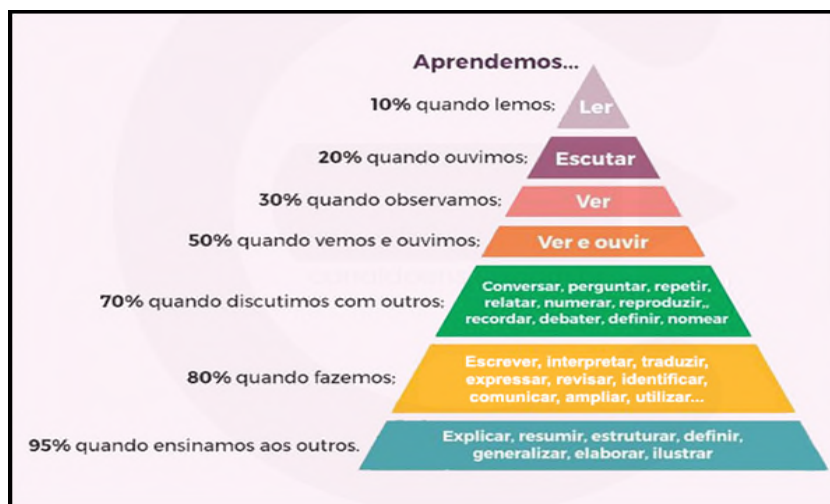 Aprendemos...
10% quando lemos;
Ler
20% quando ouvimos;
Escutar
30% quando observamos;
Ver
50% quando vemos e ouvimos;
Ver e ouvir
70% quando discutimos com outros;
Conversar, perguntar, repetir,
relatar, numerar, reproduzir,.
recordar, debater, definir, nomear
80% quando fazemos;
Escrever, interpretar, traduzir,
expressar, revisar, identificar,
comunicar, ampliar, utilizar...
95% quando ensinamos aos outros.
Explicar, resumir, estruturar, definir,
generalizar, elaborar, ilustrar